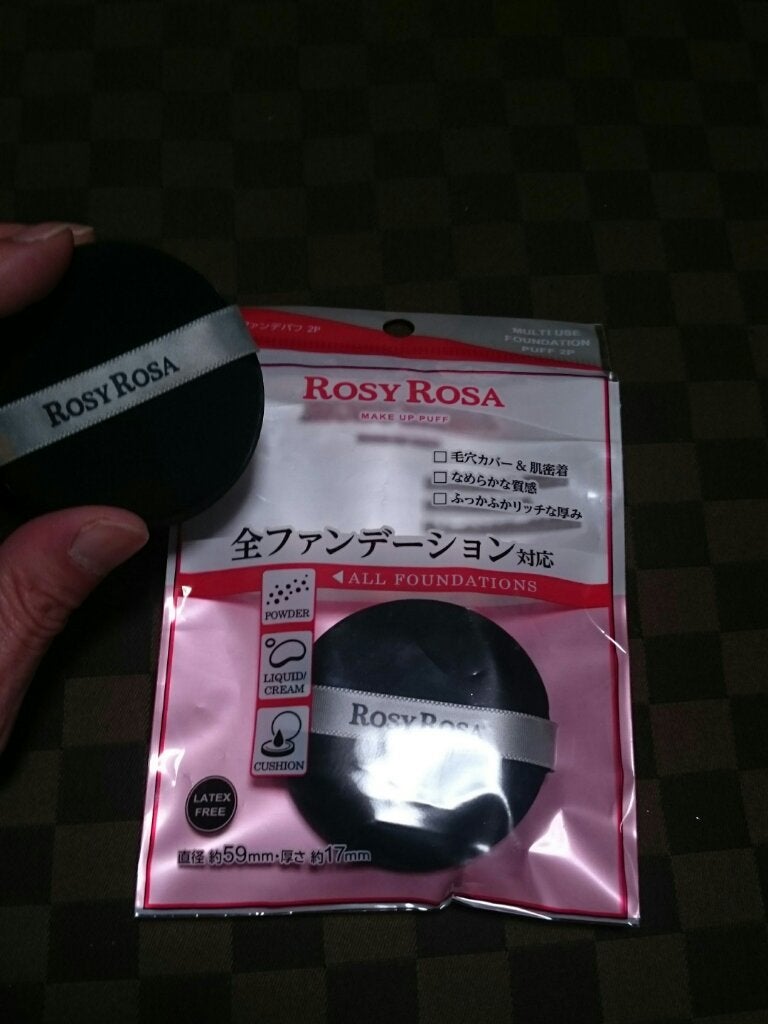 ROSY ROSA
ファンデパフ 2P
MULTI USE
FOUNDATION
PUFF 2P
ROSY ROSA
MAKE UP PUFF
□ 毛穴カバー & 肌密着
□ なめらかな質感
□ ふっかふかリッチな厚み
全ファンデーション対応
◀ALL FOUNDATIONS
POWDER
LIQUID/
CREAM
CUSHION
ROSY ROSA
LATEX
FREE
直径 約59mm・厚さ 約17mm